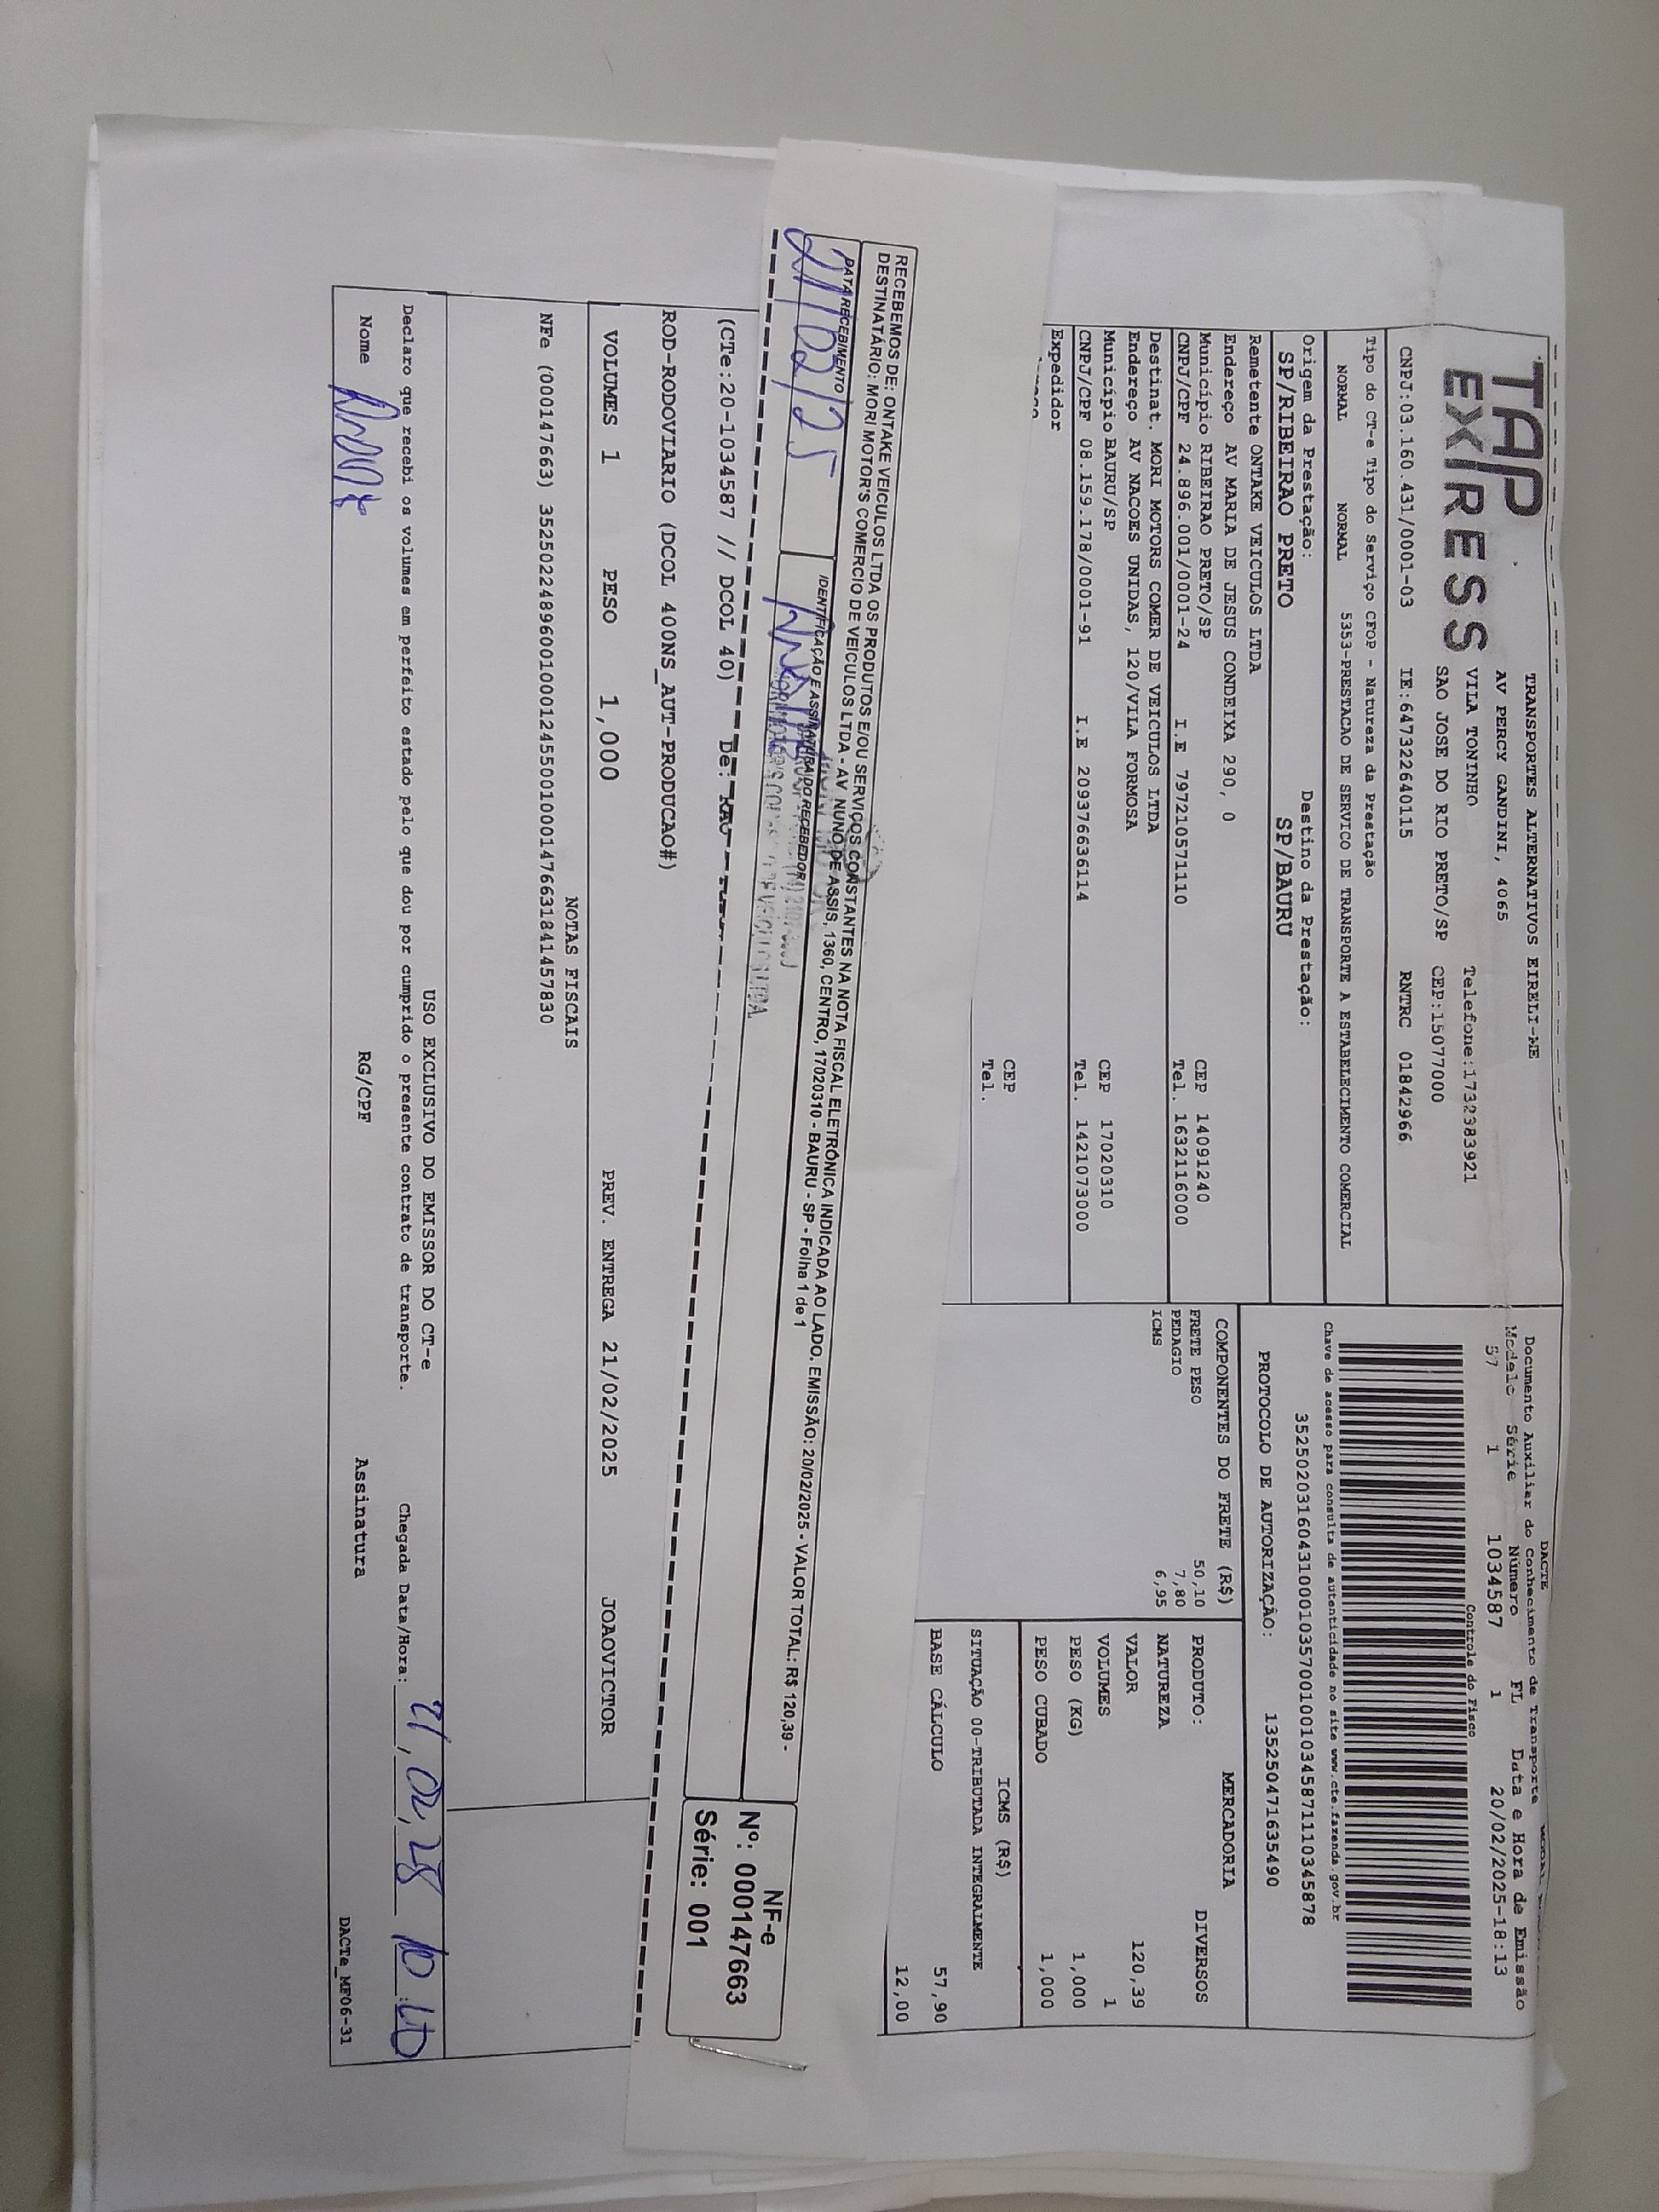 TAP
EXPRESS
TRANSPORTES ALTERNATIVOS EIRELI-ME
AV PERCY GANDINI, 4065
VILA TONINHO Telefone:1732383921
SAO JOSE DO RIO PRETO/SP CEP:15077000
CNPJ:03.160.431/0001-03 IE:647322640115 RNTRC 01842966
Tipo do CT-e Tipo do Serviço CFOP - Natureza da Prestação
NORMAL NORMAL 5353-PRESTACAO DE SERVICO DE TRANSPORTE A ESTABELECIMENTO COMERCIAL
Origem da Prestação: Destino da Prestação:
SP/RIBEIRAO PRETO SP/BAURU
Remetente ONTAKE VEICULOS LTDA
Endereço AV MARIA DE JESUS CONDEIXA 290, 0
Município RIBEIRAO PRETO/SP CEP 14091240
CNPJ/CPF 24.896.001/0001-24 I.E 797210571110 Tel. 1632116000
Destinat. MORI MOTORS COMER DE VEICULOS LTDA
Endereço AV NACOES UNIDAS, 120/VILA FORMOSA
Município BAURU/SP CEP 17020310
CNPJ/CPF 08.159.178/0001-91 I.E 209376636114 Tel. 1421073000
Expedidor
CEP
Tel.
DACTE
Documento Auxiliar do Conhecimento de Transporte
Modelo Série Número FL Data e Hora de Emissão
57 1 1034587 1 20/02/2025-18:13
Controle do Fisco
Chave de acesso para consulta de autenticidade no site www.cte.fazenda.gov.br
35250203160431000103570010010345871110345878
PROTOCOLO DE AUTORIZAÇÃO: 135250471635490
COMPONENTES DO FRETE (R$)
FRETE PESO 50,10
PEDAGIO 7,80
ICMS 6,95
MERCADORIA
PRODUTO: DIVERSOS
NATUREZA
VALOR 120,39
VOLUMES 1
PESO (KG) 1,000
PESO CUBADO 1,000
ICMS (R$)
SITUAÇÃO 00-TRIBUTADA INTEGRALMENTE
BASE CÁLCULO 57,90
12,00
RECEBEMOS DE: ONTAKE VEICULOS LTDA OS PRODUTOS E/OU SERVIÇOS CONSTANTES NA NOTA FISCAL ELETRÔNICA INDICADA AO LADO. EMISSÃO: 20/02/2025 - VALOR TOTAL: R$ 120,39 -
DESTINATÁRIO: MORI MOTOR'S COMERCIO DE VEICULOS LTDA - AV NUNO DE ASSIS, 1360, CENTRO, 17020310 - BAURU - SP - Folha 1 de 1
DATA RECEBIMENTO IDENTIFICAÇÃO E ASSINATURA DO RECEBEDOR
21/02/25
NF-e
Nº: 000147663
Série: 001
(CTe:20-1034587 // DCOL 40) De:
ROD-RODOVIARIO (DCOL 400NS_AUT-PRODUCAO#)
VOLUMES 1 PESO 1,000 PREV. ENTREGA 21/02/2025 JOAOVICTOR
NOTAS FISCAIS
NFe (000147663) 35250224896001000124550010001476631841457830
USO EXCLUSIVO DO EMISSOR DO CT-e
Declaro que recebi os volumes em perfeito estado pelo que dou por cumprido o presente contrato de transporte. Chegada Data/Hora:
Nome RG/CPF Assinatura
DACTe_MF06-31